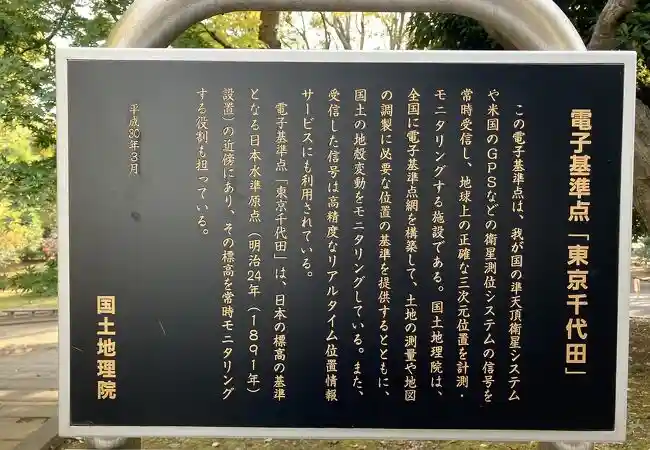 電子基準点「東京千代田」
この電子基準点は、我が国の準天頂衛星システム
や米国のGPSなどの衛星測位システムの信号を
常時受信し、地球上の正確な三次元位置を計測・
モニタリングする施設である。国土地理院は、
全国に電子基準点網を構築して、土地の測量や地図
の調製に必要な位置の基準を提供するとともに、
国土の地殻変動をモニタリングしている。また、
受信した信号は高精度なリアルタイム位置情報
サービスにも利用されている。
電子基準点「東京千代田」は、日本の標高の基準
となる日本水準原点(明治24年(1891年)
設置)の近傍にあり、その標高を常時モニタリング
する役割も担っている。
平成30年3月
国土地理院